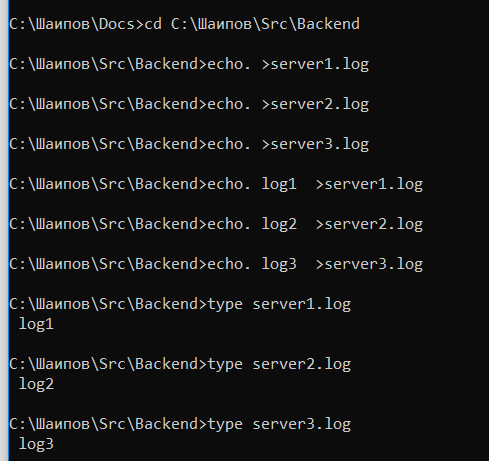 C:\Шаипов\Docs>cd C:\Шаипов\Src\Backend
C:\Шаипов\Src\Backend>echo. >server1.log
C:\Шаипов\Src\Backend>echo. >server2.log
C:\Шаипов\Src\Backend>echo. >server3.log
C:\Шаипов\Src\Backend>echo. log1  >server1.log
C:\Шаипов\Src\Backend>echo. log2  >server2.log
C:\Шаипов\Src\Backend>echo. log3  >server3.log
C:\Шаипов\Src\Backend>type server1.log
 log1
C:\Шаипов\Src\Backend>type server2.log
 log2
C:\Шаипов\Src\Backend>type server3.log
 log3